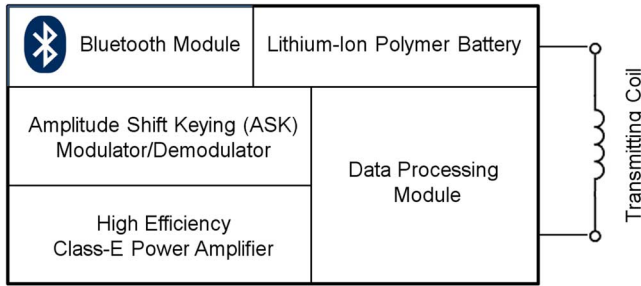 Bluetooth Module
Lithium-Ion Polymer Battery
Amplitude Shift Keying (ASK)
Modulator/Demodulator
Data Processing
Module
High Efficiency
Class-E Power Amplifier
Transmitting Coil